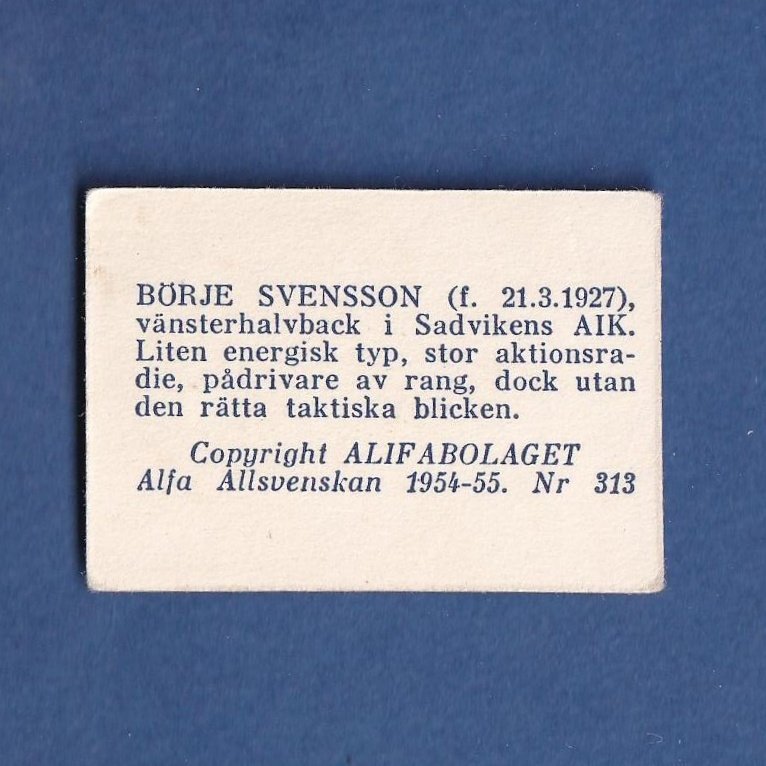 BÖRJE SVENSSON (f. 21.3.1927),
vänsterhalvback i Sadvikens AIK.
Liten energisk typ, stor aktionsra-
die, pådrivare av rang, dock utan
den rätta taktiska blicken.
Copyright ALIFABOLAGET
Alfa Allsvenskan 1954-55. Nr 313